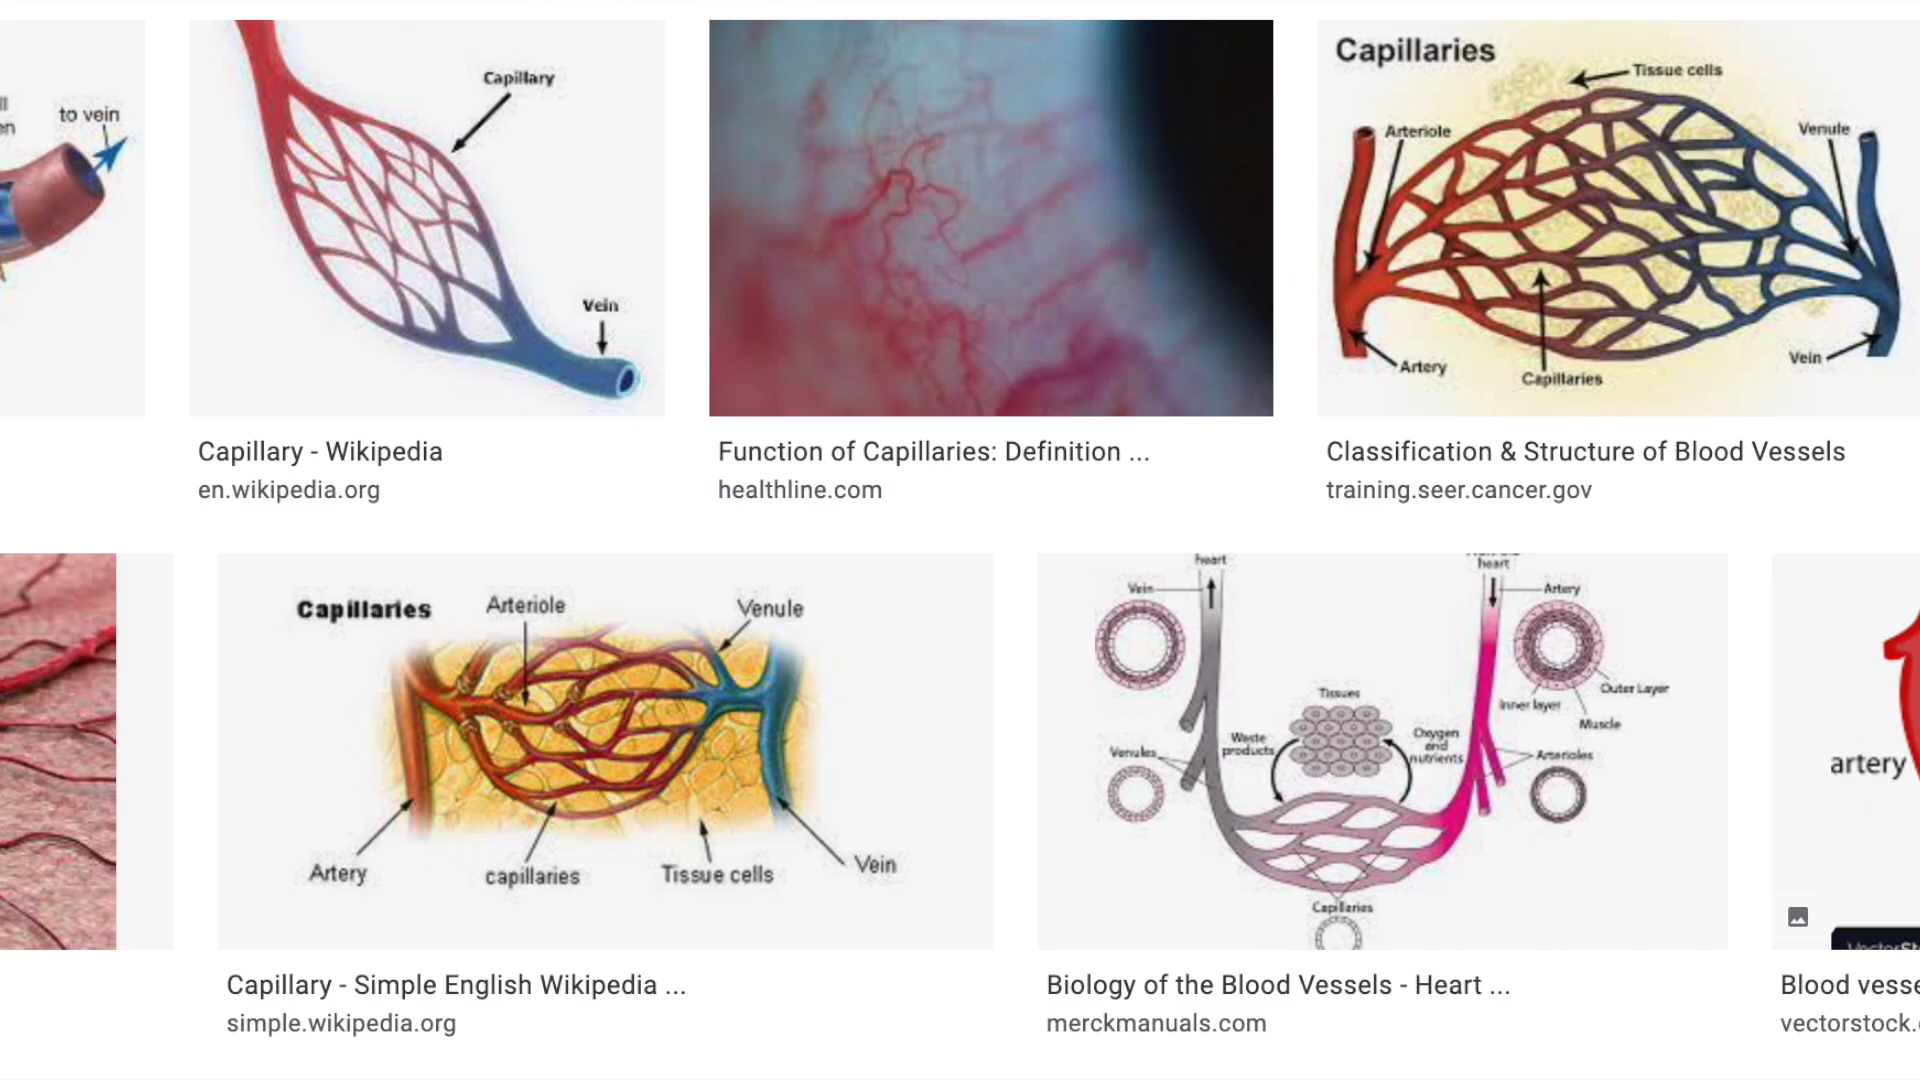 to vein
Capillary
Vein
Capillaries
Tissue cells
Arteriole
Venule
Artery
Capillaries
Vein
Capillary - Wikipedia
en.wikipedia.org
Function of Capillaries: Definition ...
healthline.com
Classification & Structure of Blood Vessels
training.seer.cancer.gov
Capillaries
Arteriole
Venule
Artery
capillaries
Tissue cells
Vein
heart
heart
Vein
Artery
Outer Layer
Inner layer
Muscle
Tissues
Waste
products
Oxygen
and
nutrients
Venules
Arterioles
Capillaries
artery
Capillary - Simple English Wikipedia ...
simple.wikipedia.org
Biology of the Blood Vessels - Heart ...
merckmanuals.com
Blood vesse
vectorstock.